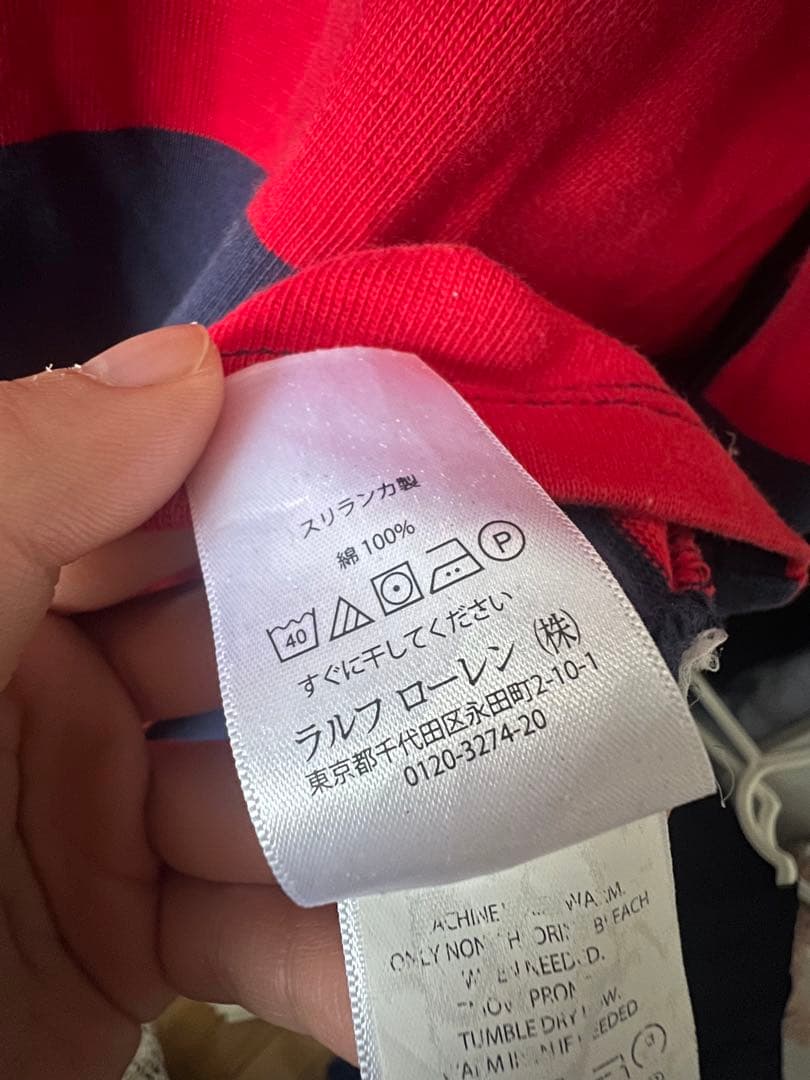 スリランカ製
綿 100%
40 P
すぐに干してください
ラルフ ローレン (株)
東京都千代田区永田町2-10-1
0120-3274-20
ONLY NON
TUMBLE DRY